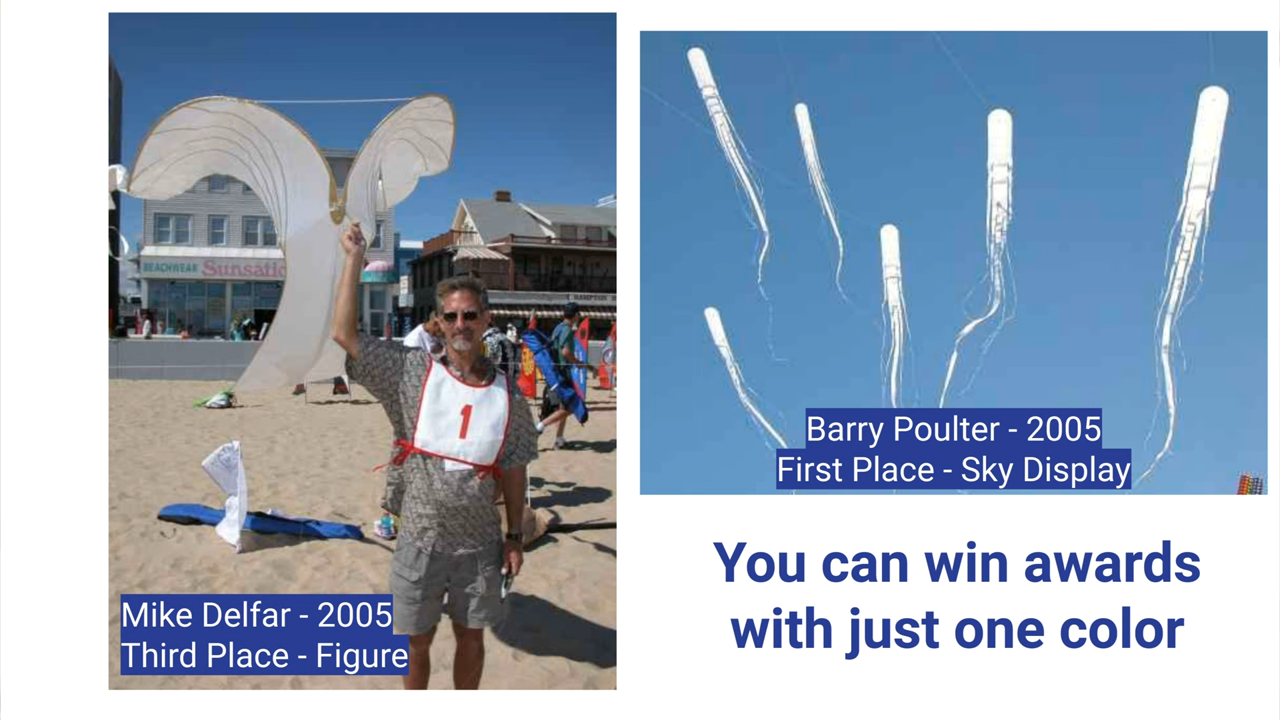 BEACHWEAR Sunsatio
1
Mike Delfar - 2005
Third Place - Figure
Barry Poulter - 2005
First Place - Sky Display
You can win awards
with just one color